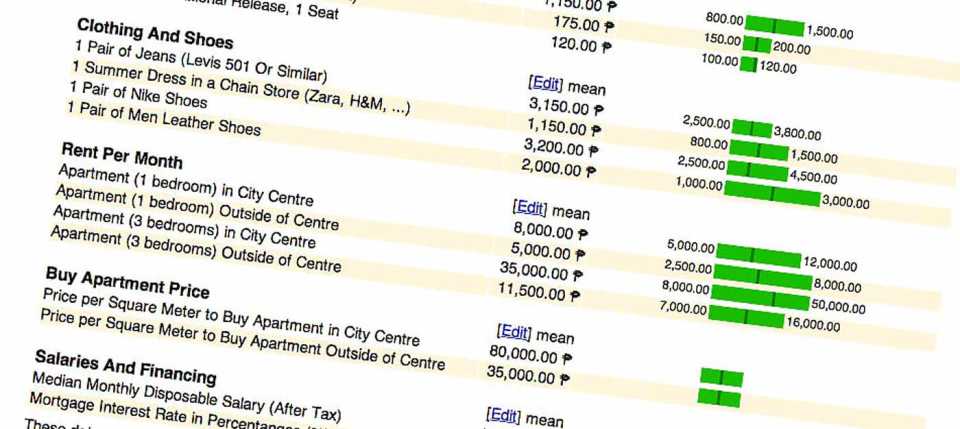 1,150.00 ₱
Release, 1 Seat 175.00 ₱ 800.00 1,500.00
120.00 ₱ 150.00 200.00
100.00 120.00
Clothing And Shoes [Edit] mean
1 Pair of Jeans (Levis 501 Or Similar) 3,150.00 ₱ 2,500.00 3,800.00
1 Summer Dress in a Chain Store (Zara, H&M, ...) 1,150.00 ₱ 800.00 1,500.00
1 Pair of Nike Shoes 3,200.00 ₱ 2,500.00 4,500.00
1 Pair of Men Leather Shoes 2,000.00 ₱ 1,000.00 3,000.00
Rent Per Month [Edit] mean
Apartment (1 bedroom) in City Centre 8,000.00 ₱ 5,000.00 12,000.00
Apartment (1 bedroom) Outside of Centre 5,000.00 ₱ 2,500.00 8,000.00
Apartment (3 bedrooms) in City Centre 35,000.00 ₱ 8,000.00 50,000.00
Apartment (3 bedrooms) Outside of Centre 11,500.00 ₱ 7,000.00 16,000.00
Buy Apartment Price [Edit] mean
Price per Square Meter to Buy Apartment in City Centre 80,000.00 ₱
Price per Square Meter to Buy Apartment Outside of Centre 35,000.00 ₱
Salaries And Financing [Edit] mean
Median Monthly Disposable Salary (After Tax)
Mortgage Interest Rate in Percentanges
These